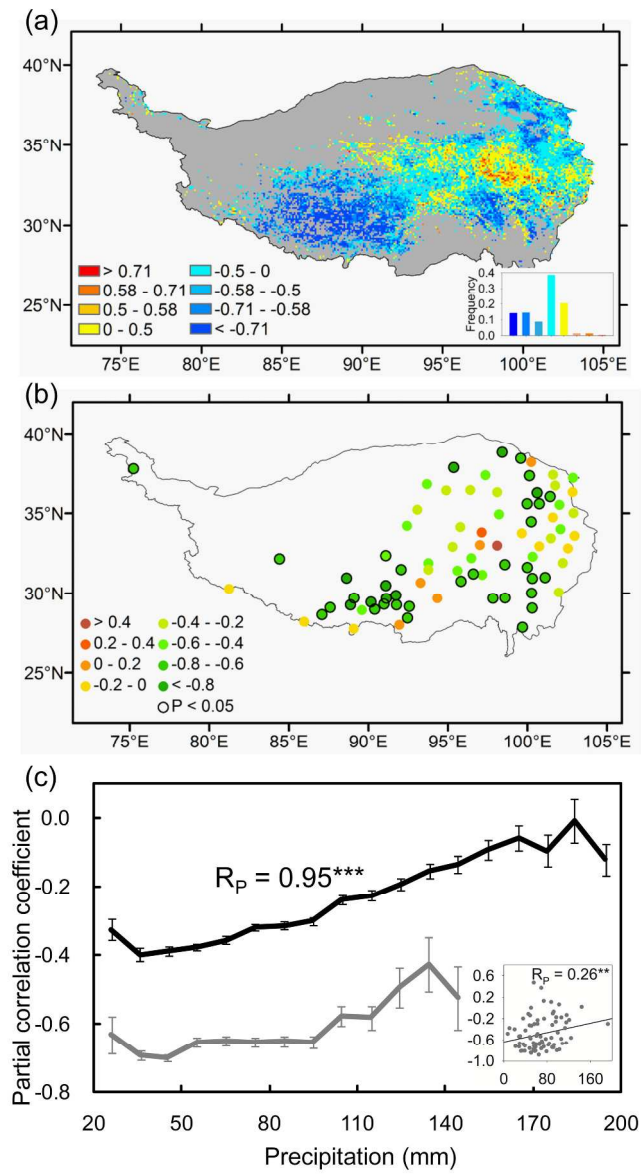 (a)
40°N
35°N
30°N
25°N
> 0.71
0.58 - 0.71
0.5 - 0.58
0 - 0.5
-0.5 - 0
-0.58 - -0.5
-0.71 - -0.58
< -0.71
Frequency
0.4
0.3
0.2
0.1
0.0
75°E 80°E 85°E 90°E 95°E 100°E 105°E
(b)
40°N
35°N
30°N
25°N
> 0.4
0.2 - 0.4
0 - 0.2
-0.2 - 0
-0.4 - -0.2
-0.6 - -0.4
-0.8 - -0.6
< -0.8
P < 0.05
75°E 80°E 85°E 90°E 95°E 100°E 105°E
(c)
Partial correlation coefficient
0.0
-0.2
-0.4
-0.6
-0.8
RP = 0.95***
RP = 0.26**
0.6
0.2
-0.2
-0.6
-1.0
0 80 160
20 50 80 110 140 170 200
Precipitation (mm)